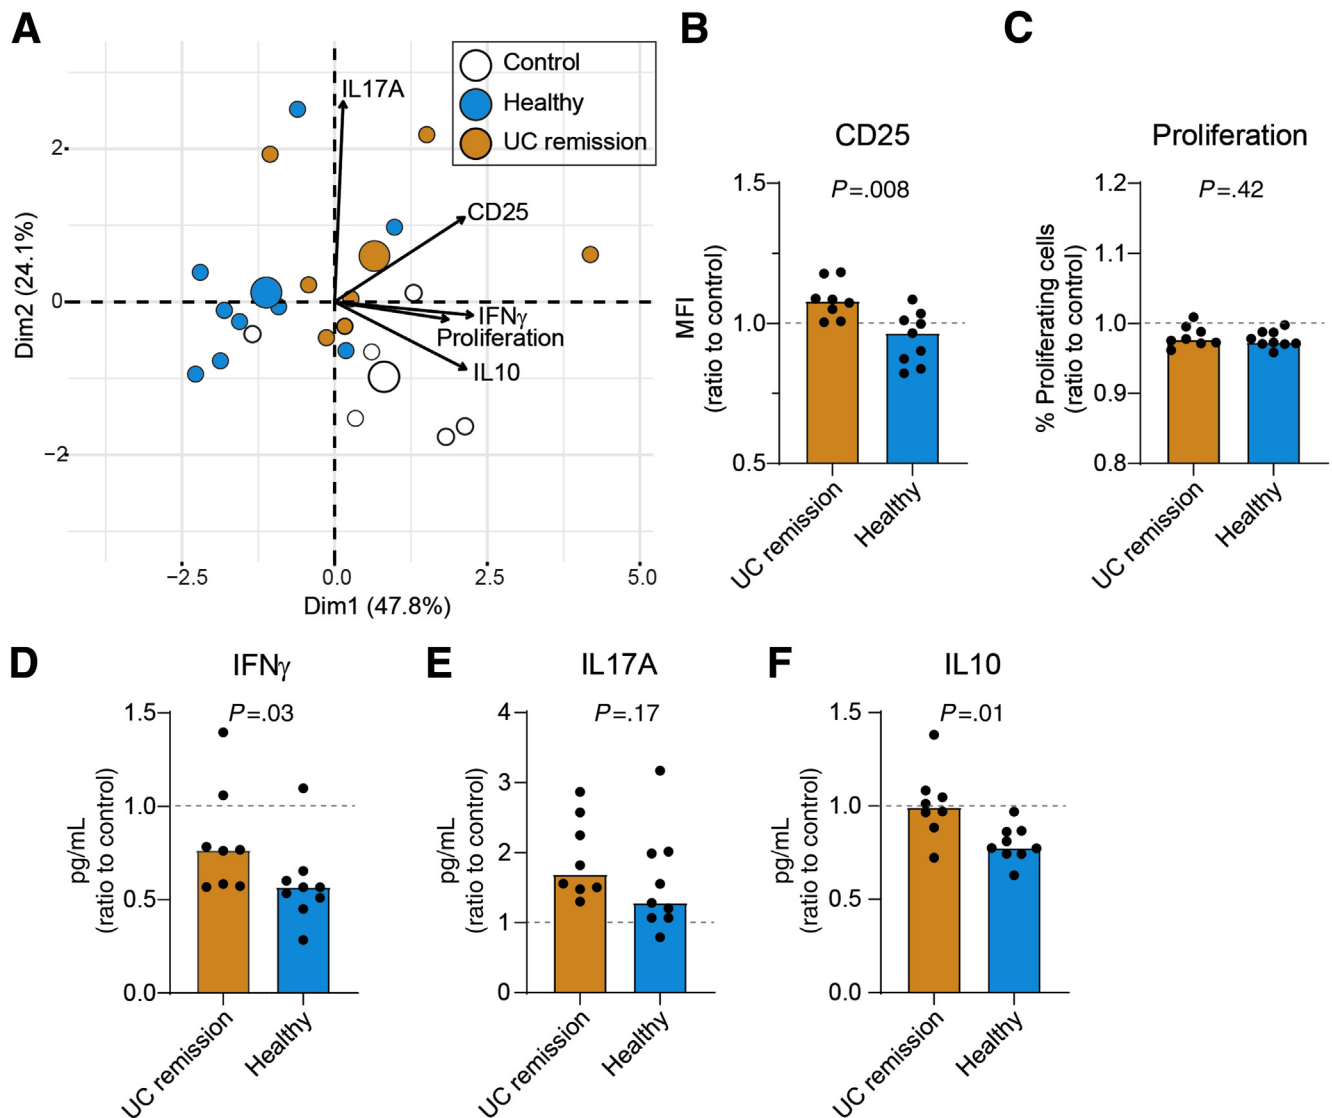 A
Control
Healthy
UC remission
IL17A
CD25
IFNγ
Proliferation
IL10
2
0
−2
−2.5
0.0
2.5
5.0
Dim1 (47.8%)
Dim2 (24.1%)
B
CD25
P=.008
1.5
1.0
0.5
MFI
(ratio to control)
UC remission
Healthy
C
Proliferation
P=.42
1.2
1.1
1.0
0.9
0.8
% Proliferating cells
(ratio to control)
UC remission
Healthy
D
IFNγ
P=.03
1.5
1.0
0.5
0.0
pg/mL
(ratio to control)
UC remission
Healthy
E
IL17A
P=.17
4
3
2
1
0
pg/mL
(ratio to control)
UC remission
Healthy
F
IL10
P=.01
1.5
1.0
0.5
0.0
pg/mL
(ratio to control)
UC remission
Healthy